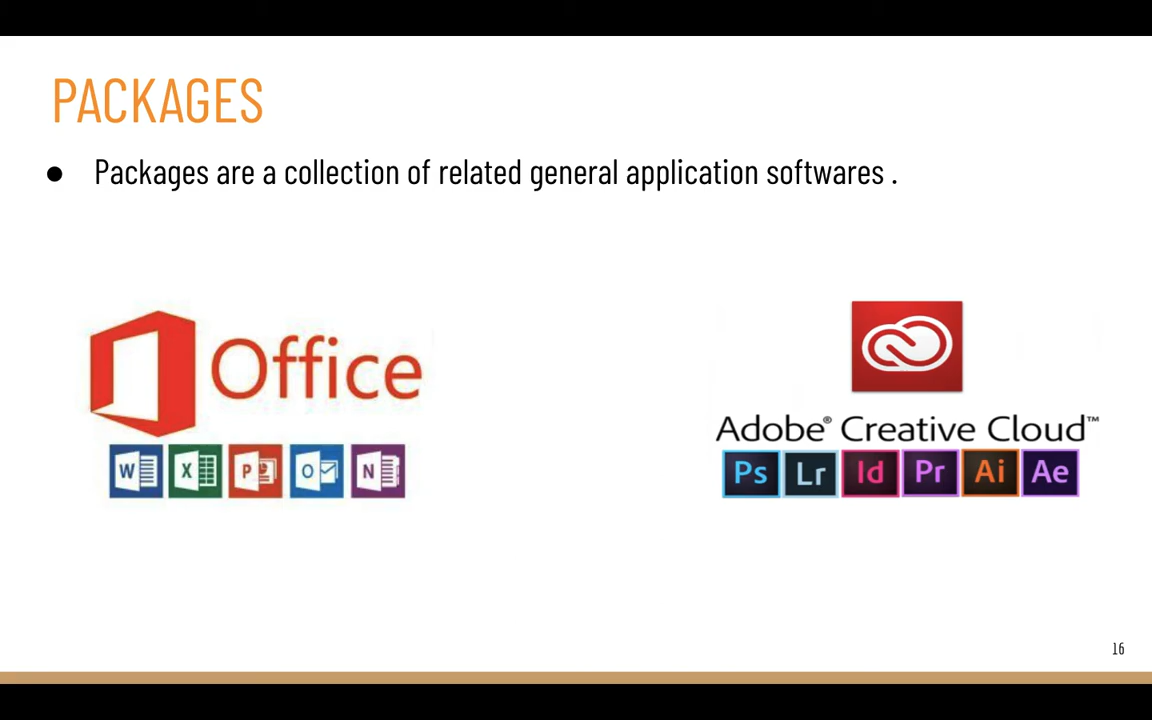 PACKAGES
● Packages are a collection of related general application softwares .
Office
W X P O N
Adobe® Creative Cloud™
Ps Lr Id Pr Ai Ae
16